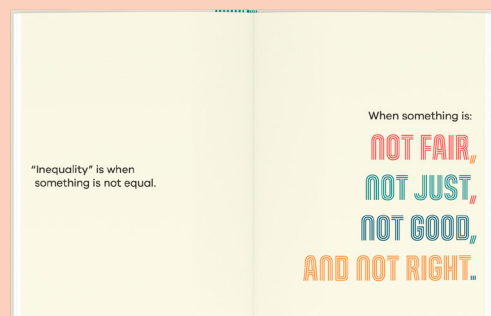 “Inequality” is when
something is not equal.
When something is:
NOT FAIR,
NOT JUST,
NOT GOOD,
AND NOT RIGHT...